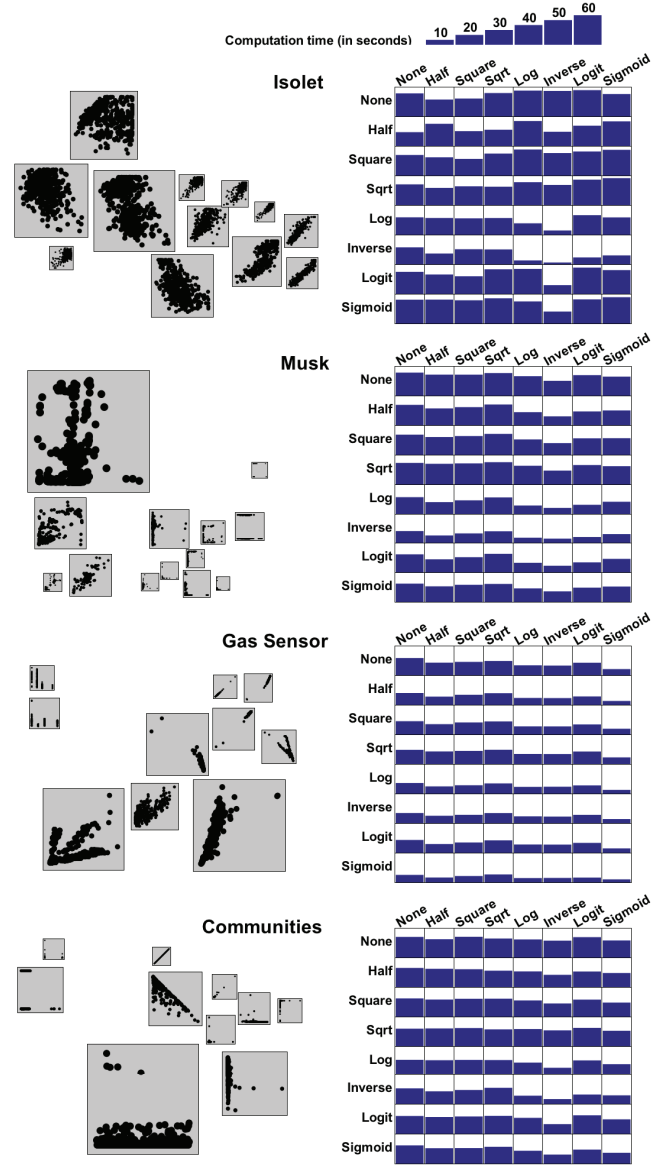 10 20 30 40 50 60
Computation time (in seconds)
Isolet
None Half Square Sqrt Log Inverse Logit Sigmoid
None
Half
Square
Sqrt
Log
Inverse
Logit
Sigmoid
Musk
None Half Square Sqrt Log Inverse Logit Sigmoid
None
Half
Square
Sqrt
Log
Inverse
Logit
Sigmoid
Gas Sensor
None Half Square Sqrt Log Inverse Logit Sigmoid
None
Half
Square
Sqrt
Log
Inverse
Logit
Sigmoid
Communities
None Half Square Sqrt Log Inverse Logit Sigmoid
None
Half
Square
Sqrt
Log
Inverse
Logit
Sigmoid